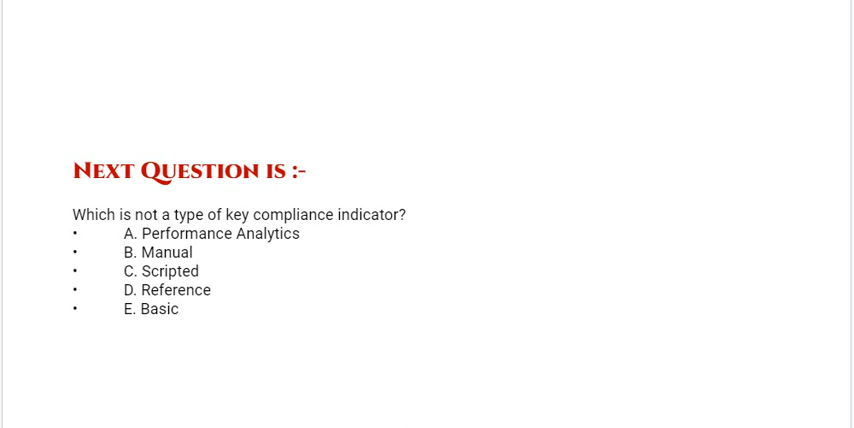 Next Question is :-
Which is not a type of key compliance indicator?
• A. Performance Analytics
• B. Manual
• C. Scripted
• D. Reference
• E. Basic